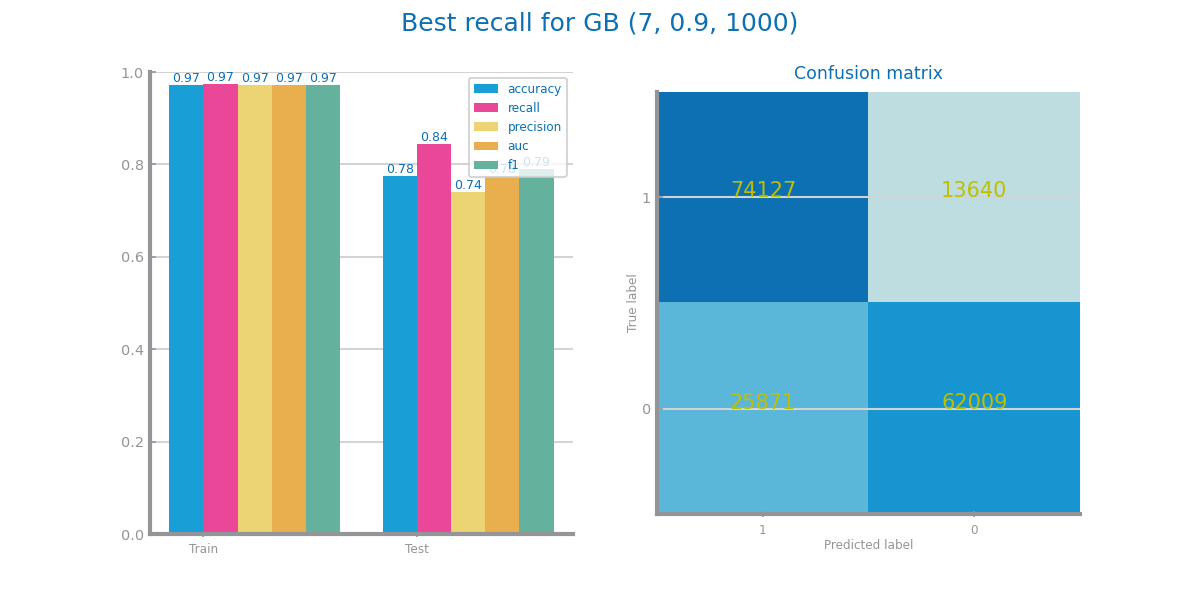 Best recall for GB (7, 0.9, 1000)
1.0
0.8
0.6
0.4
0.2
0.0
0.97 0.97 0.97 0.97 0.97
0.78 0.84 0.74 0.78 0.79
accuracy
recall
precision
auc
f1
Train Test
Confusion matrix
True label
1
0
74127 13640
25871 62009
1 0
Predicted label